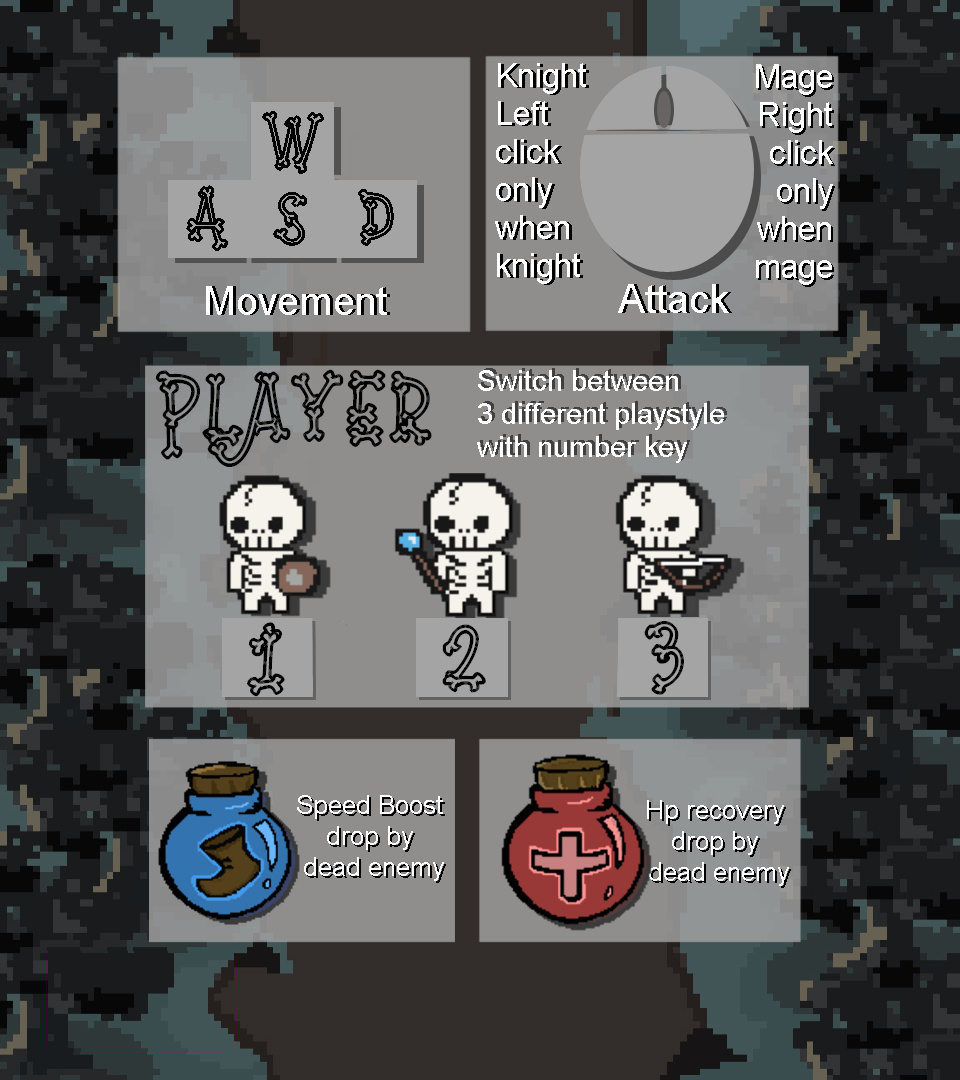 W
A S D
Movement
Knight
Left
click
only
when
knight
Mage
Right
click
only
when
mage
Attack
PLAYER
Switch between
3 different playstyle
with number key
1 2 3
Speed Boost
drop by
dead enemy
Hp recovery
drop by
dead enemy